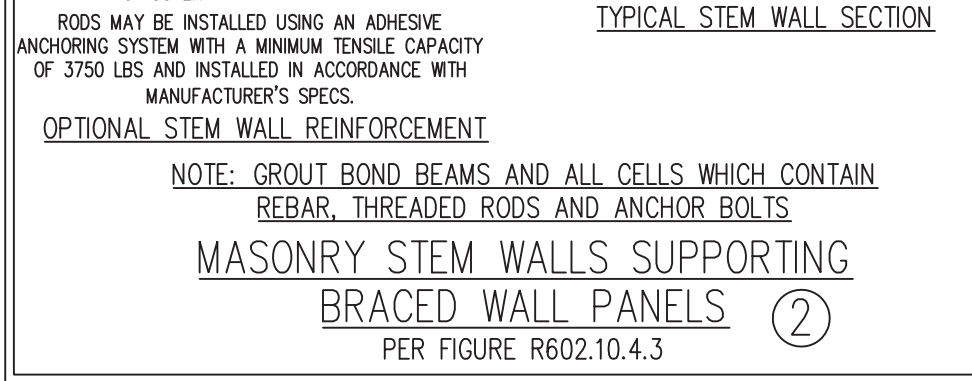 RODS MAY BE INSTALLED USING AN ADHESIVE
ANCHORING SYSTEM WITH A MINIMUM TENSILE CAPACITY
OF 3750 LBS AND INSTALLED IN ACCORDANCE WITH
MANUFACTURER'S SPECS.
OPTIONAL STEM WALL REINFORCEMENT
TYPICAL STEM WALL SECTION
NOTE: GROUT BOND BEAMS AND ALL CELLS WHICH CONTAIN
REBAR, THREADED RODS AND ANCHOR BOLTS
MASONRY STEM WALLS SUPPORTING
BRACED WALL PANELS 2
PER FIGURE R602.10.4.3